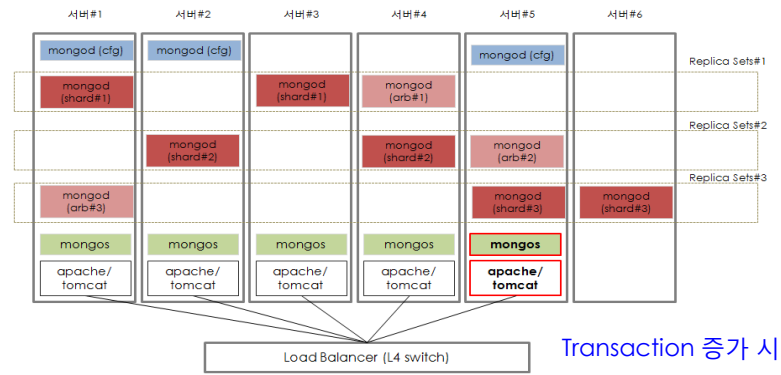 서버#1 서버#2 서버#3 서버#4 서버#5 서버#6
mongod (cfg) mongod (cfg) mongod (cfg)
Replica Sets#1
mongod (shard#1) mongod (shard#1) mongod (arb#1)
Replica Sets#2
mongod (shard#2) mongod (shard#2) mongod (arb#2)
Replica Sets#3
mongod (arb#3) mongod (shard#3) mongod (shard#3)
mongos mongos mongos mongos mongos
apache/ apache/ apache/ apache/ apache/
tomcat tomcat tomcat tomcat tomcat
Load Balancer (L4 switch)
Transaction 증가 시